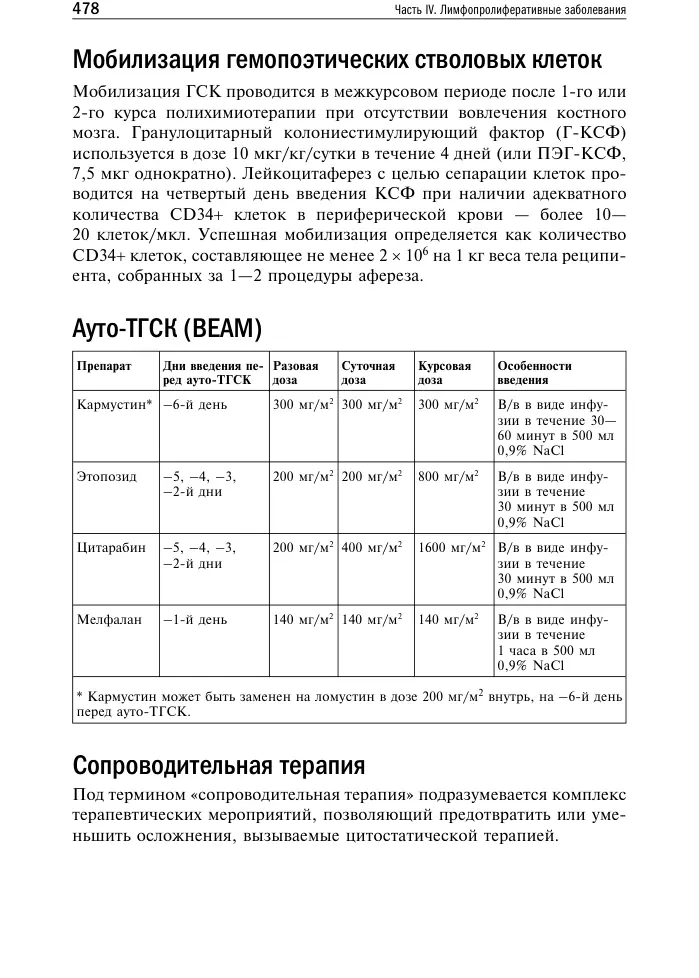 478
Часть IV. Лимфопролиферативные заболевания
Мобилизация гемопоэтических стволовых клеток
Мобилизация ГСК проводится в межкурсовом периоде после 1-го или
2-го курса полихимиотерапии при отсутствии вовлечения костного
мозга. Гранулоцитарный колониестимулирующий фактор (Г-КСФ)
используется в дозе 10 мкг/кг/сутки в течение 4 дней (или ПЭГ-КСФ,
7,5 мкг однократно). Лейкоцитаферез с целью сепарации клеток про-
водится на четвертый день введения КСФ при наличии адекватного
количества CD34+ клеток в периферической крови — более 10—
20 клеток/мкл. Успешная мобилизация определяется как количество
CD34+ клеток, составляющее не менее 2 × 10⁶ на 1 кг веса тела реципи-
ента, собранных за 1—2 процедуры афереза.
Ауто-ТГСК (BEAM)
Препарат
Дни введения пе-
ред ауто-ТГСК
Разовая
доза
Суточная
доза
Курсовая
доза
Особенности
введения
Кармустин*
−6-й день
300 мг/м²
300 мг/м²
300 мг/м²
В/в в виде инфу-
зии в течение 30—
60 минут в 500 мл
0,9% NaCl
Этопозид
−5, −4, −3,
−2-й дни
200 мг/м²
200 мг/м²
800 мг/м²
В/в в виде инфу-
зии в течение
30 минут в 500 мл
0,9% NaCl
Цитарабин
−5, −4, −3,
−2-й дни
200 мг/м²
400 мг/м²
1600 мг/м²
В/в в виде инфу-
зии в течение
30 минут в 500 мл
0,9% NaCl
Мелфалан
−1-й день
140 мг/м²
140 мг/м²
140 мг/м²
В/в в виде инфу-
зии в течение
1 часа в 500 мл
0,9% NaCl
* Кармустин может быть заменен на ломустин в дозе 200 мг/м² внутрь, на −6-й день
перед ауто-ТГСК.
Сопроводительная терапия
Под термином «сопроводительная терапия» подразумевается комплекс
терапевтических мероприятий, позволяющий предотвратить или уме-
ньшить осложнения, вызываемые цитостатической терапией.